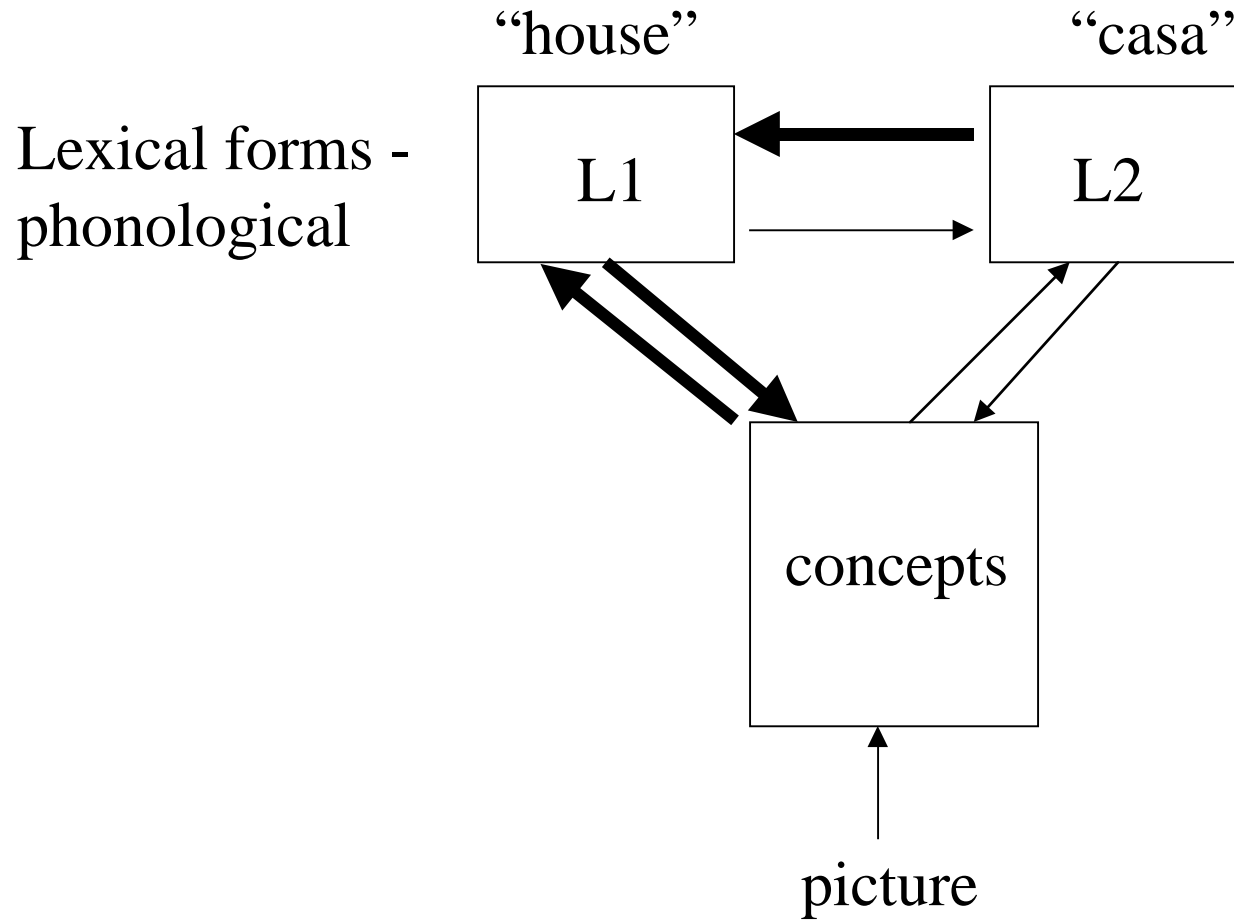 “house”
“casa”
Lexical forms -
phonological
L1
L2
concepts
picture